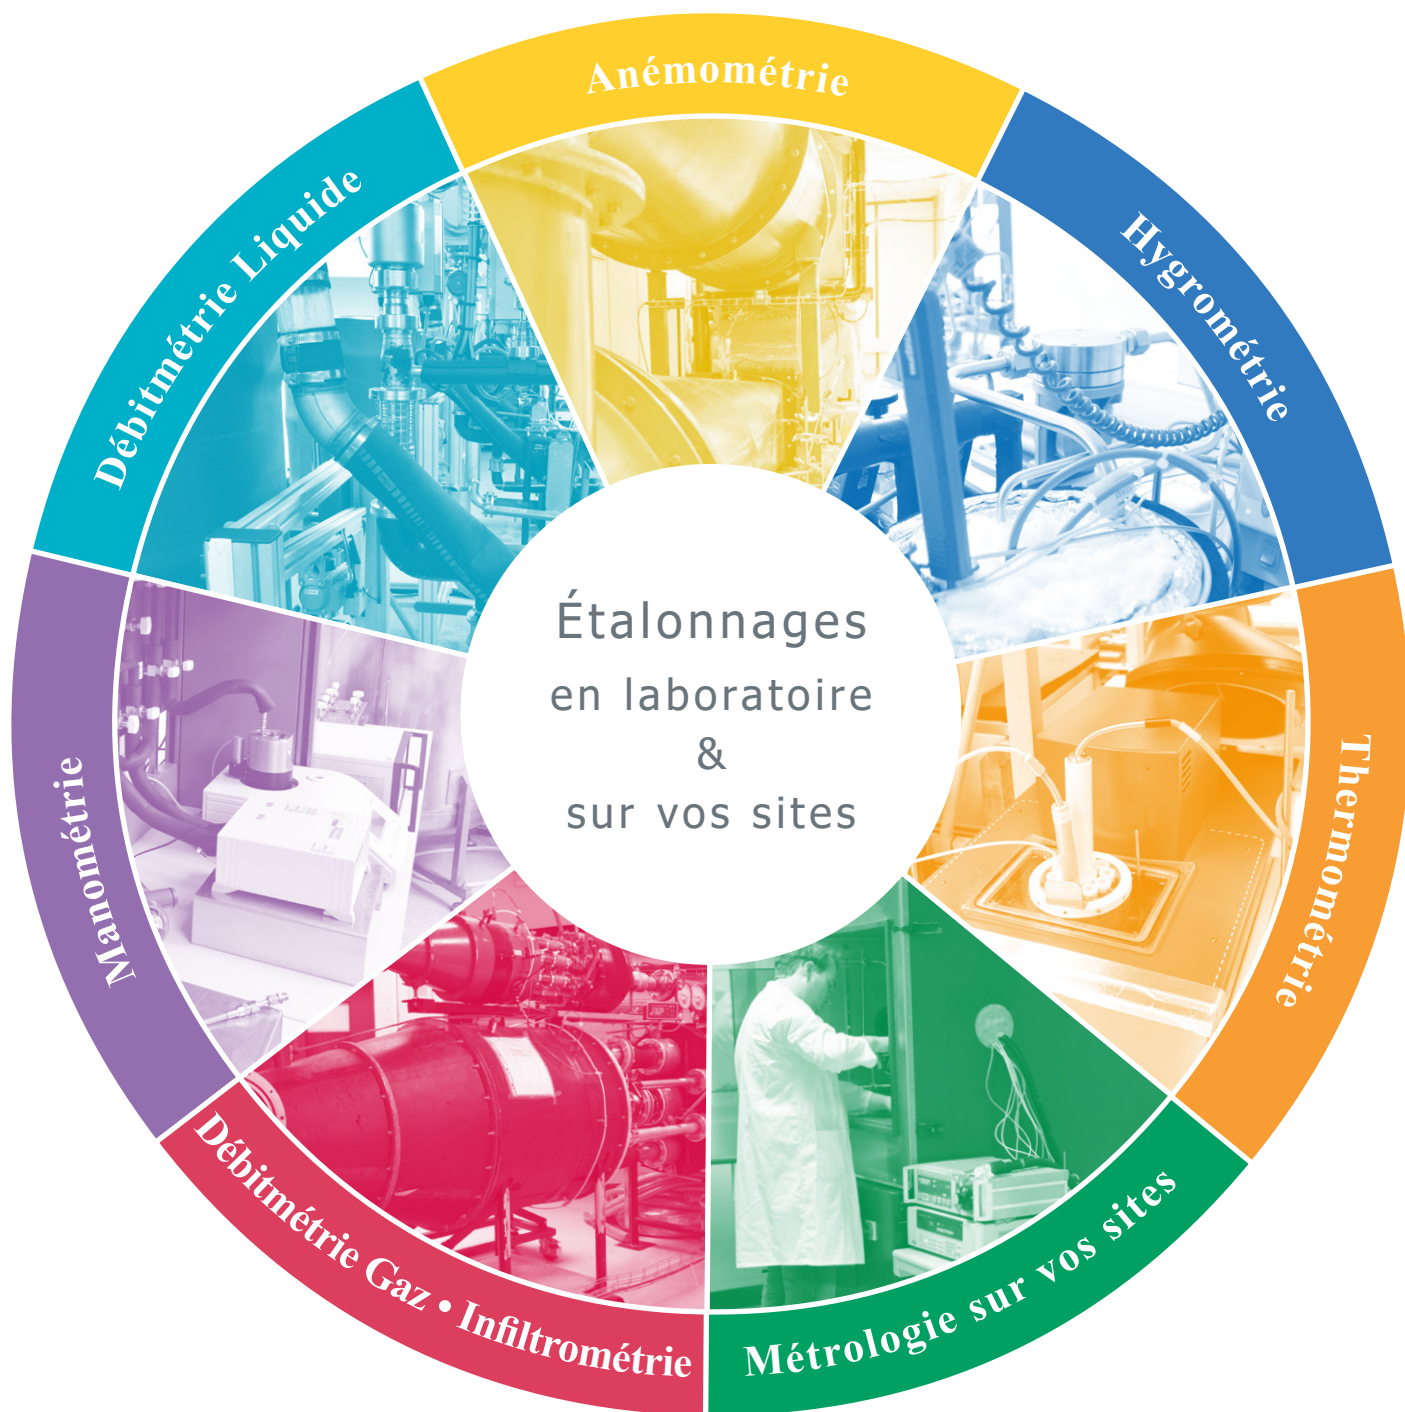 Anémométrie
Hygrométrie
Thermométrie
Métrologie sur vos sites
Débitmétrie Gaz • Infiltrométrie
Manométrie
Débitmétrie Liquide
Étalonnages
en laboratoire
&
sur vos sites